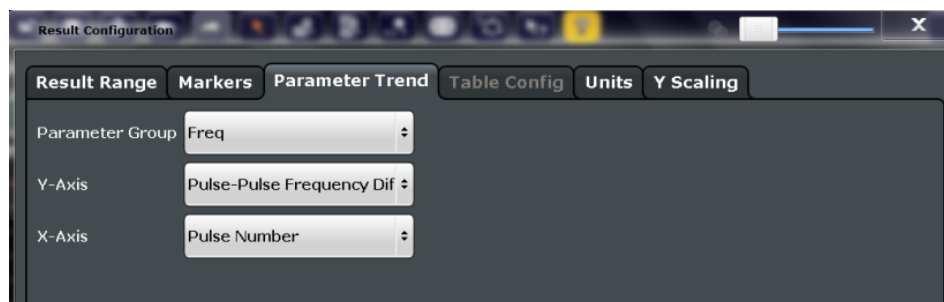 Result Configuration
X
Result Range Markers Parameter Trend Table Config Units Y Scaling
Parameter Group Freq
Y-Axis Pulse-Pulse Frequency Dif
X-Axis Pulse Number